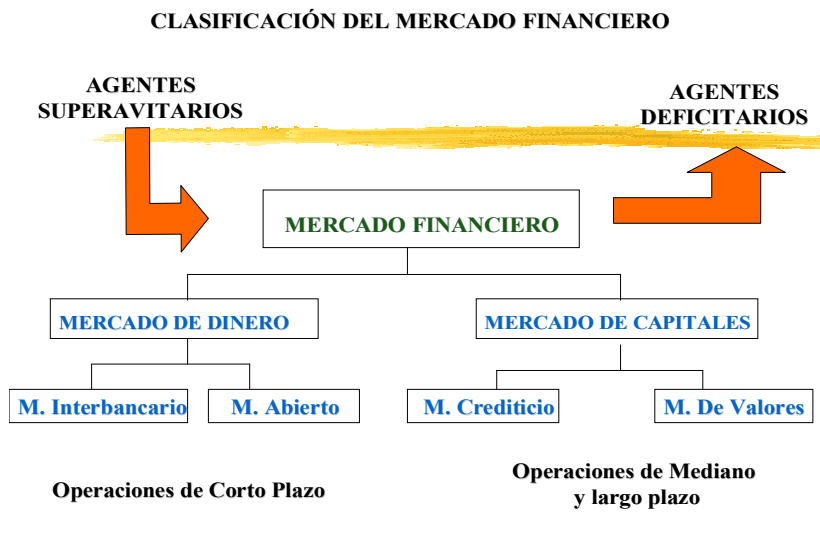 CLASIFICACIÓN DEL MERCADO FINANCIERO
AGENTES
SUPERAVITARIOS
AGENTES
DEFICITARIOS
MERCADO FINANCIERO
MERCADO DE DINERO
MERCADO DE CAPITALES
M. Interbancario
M. Abierto
M. Crediticio
M. De Valores
Operaciones de Corto Plazo
Operaciones de Mediano
y largo plazo